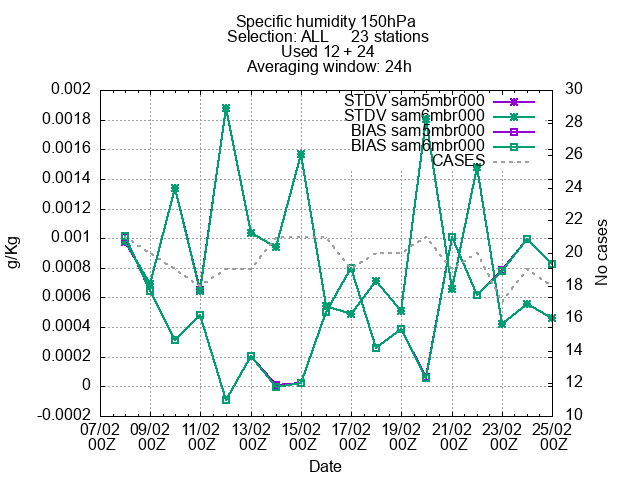 Specific humidity 150hPa
Selection: ALL 23 stations
Used 12 + 24
Averaging window: 24h
STDV sam5mbr000
STDV sam6mbr000
BIAS sam5mbr000
BIAS sam6mbr000
CASES
0.002
0.0018
0.0016
0.0014
0.0012
0.001
0.0008
0.0006
0.0004
0.0002
0
-0.0002
g/Kg
30
28
26
24
22
20
18
16
14
12
10
No cases
07/02 09/02 11/02 13/02 15/02 17/02 19/02 21/02 23/02 25/02
00Z 00Z 00Z 00Z 00Z 00Z 00Z 00Z 00Z 00Z
Date